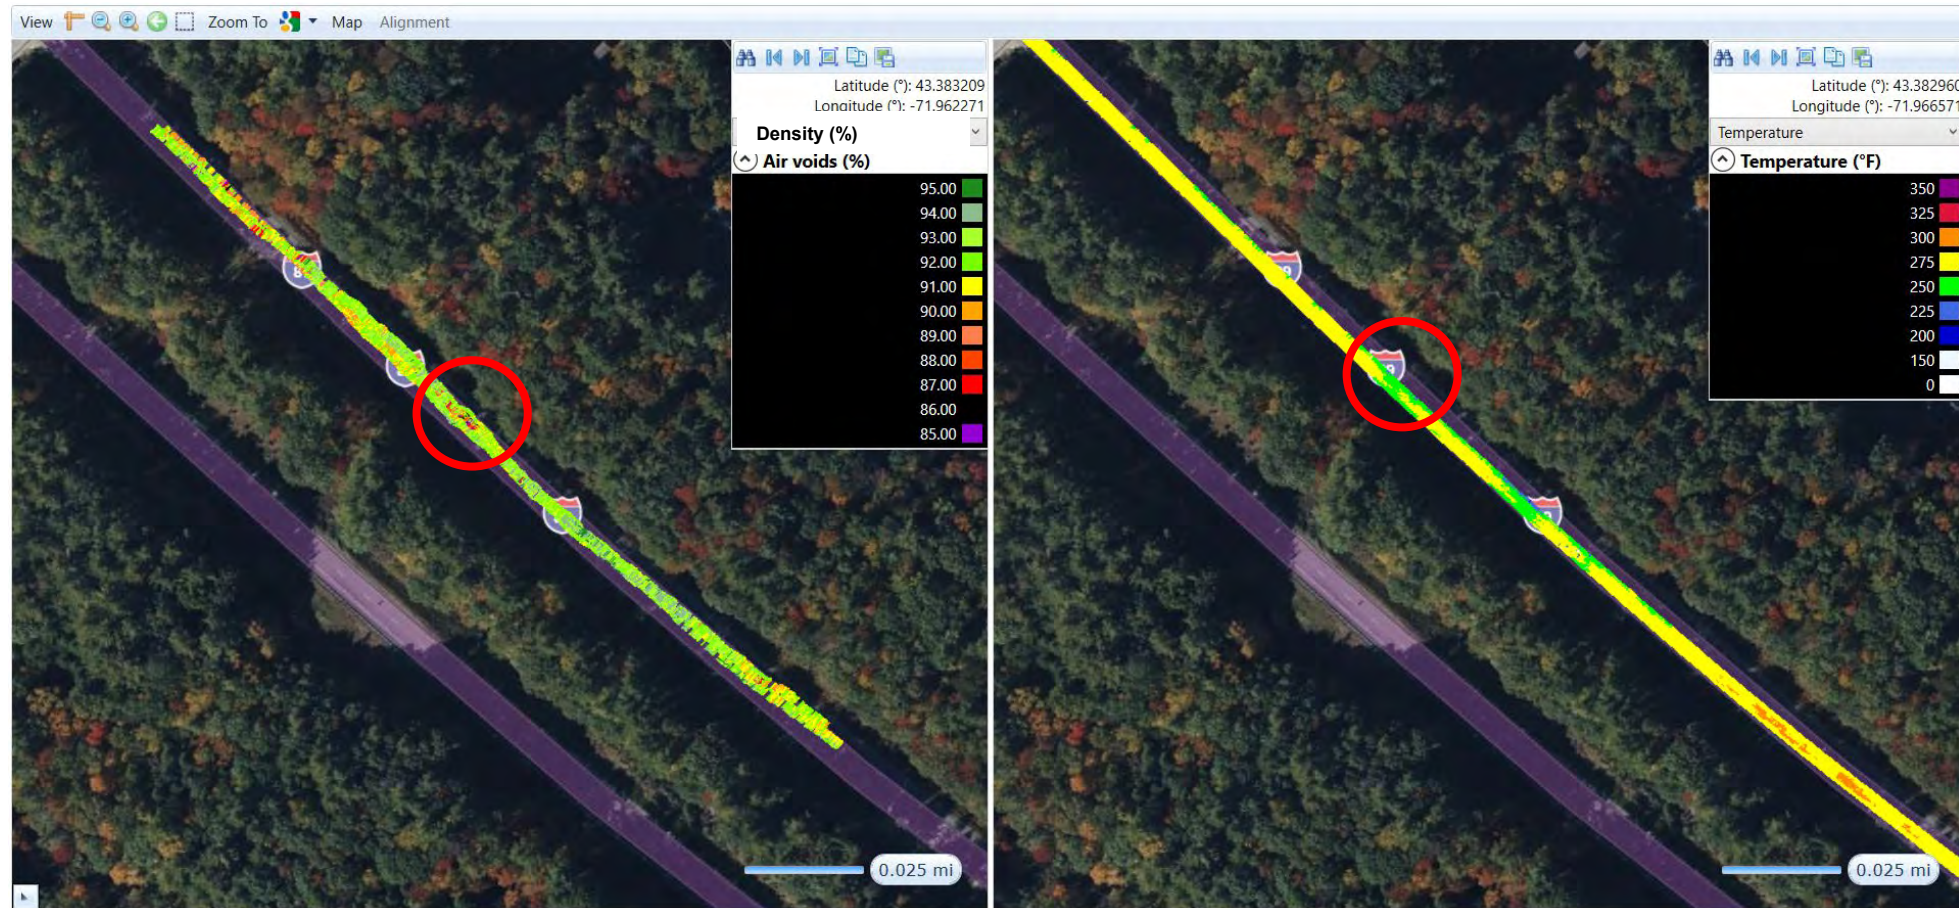 View Zoom To Map Alignment
Latitude (°): 43.383209
Longitude (°): -71.962271
Density (%)
Air voids (%)
95.00
94.00
93.00
92.00
91.00
90.00
89.00
88.00
87.00
86.00
85.00
0.025 mi
Latitude (°): 43.382960
Longitude (°): -71.966571
Temperature
Temperature (°F)
350
325
300
275
250
225
200
150
0
0.025 mi